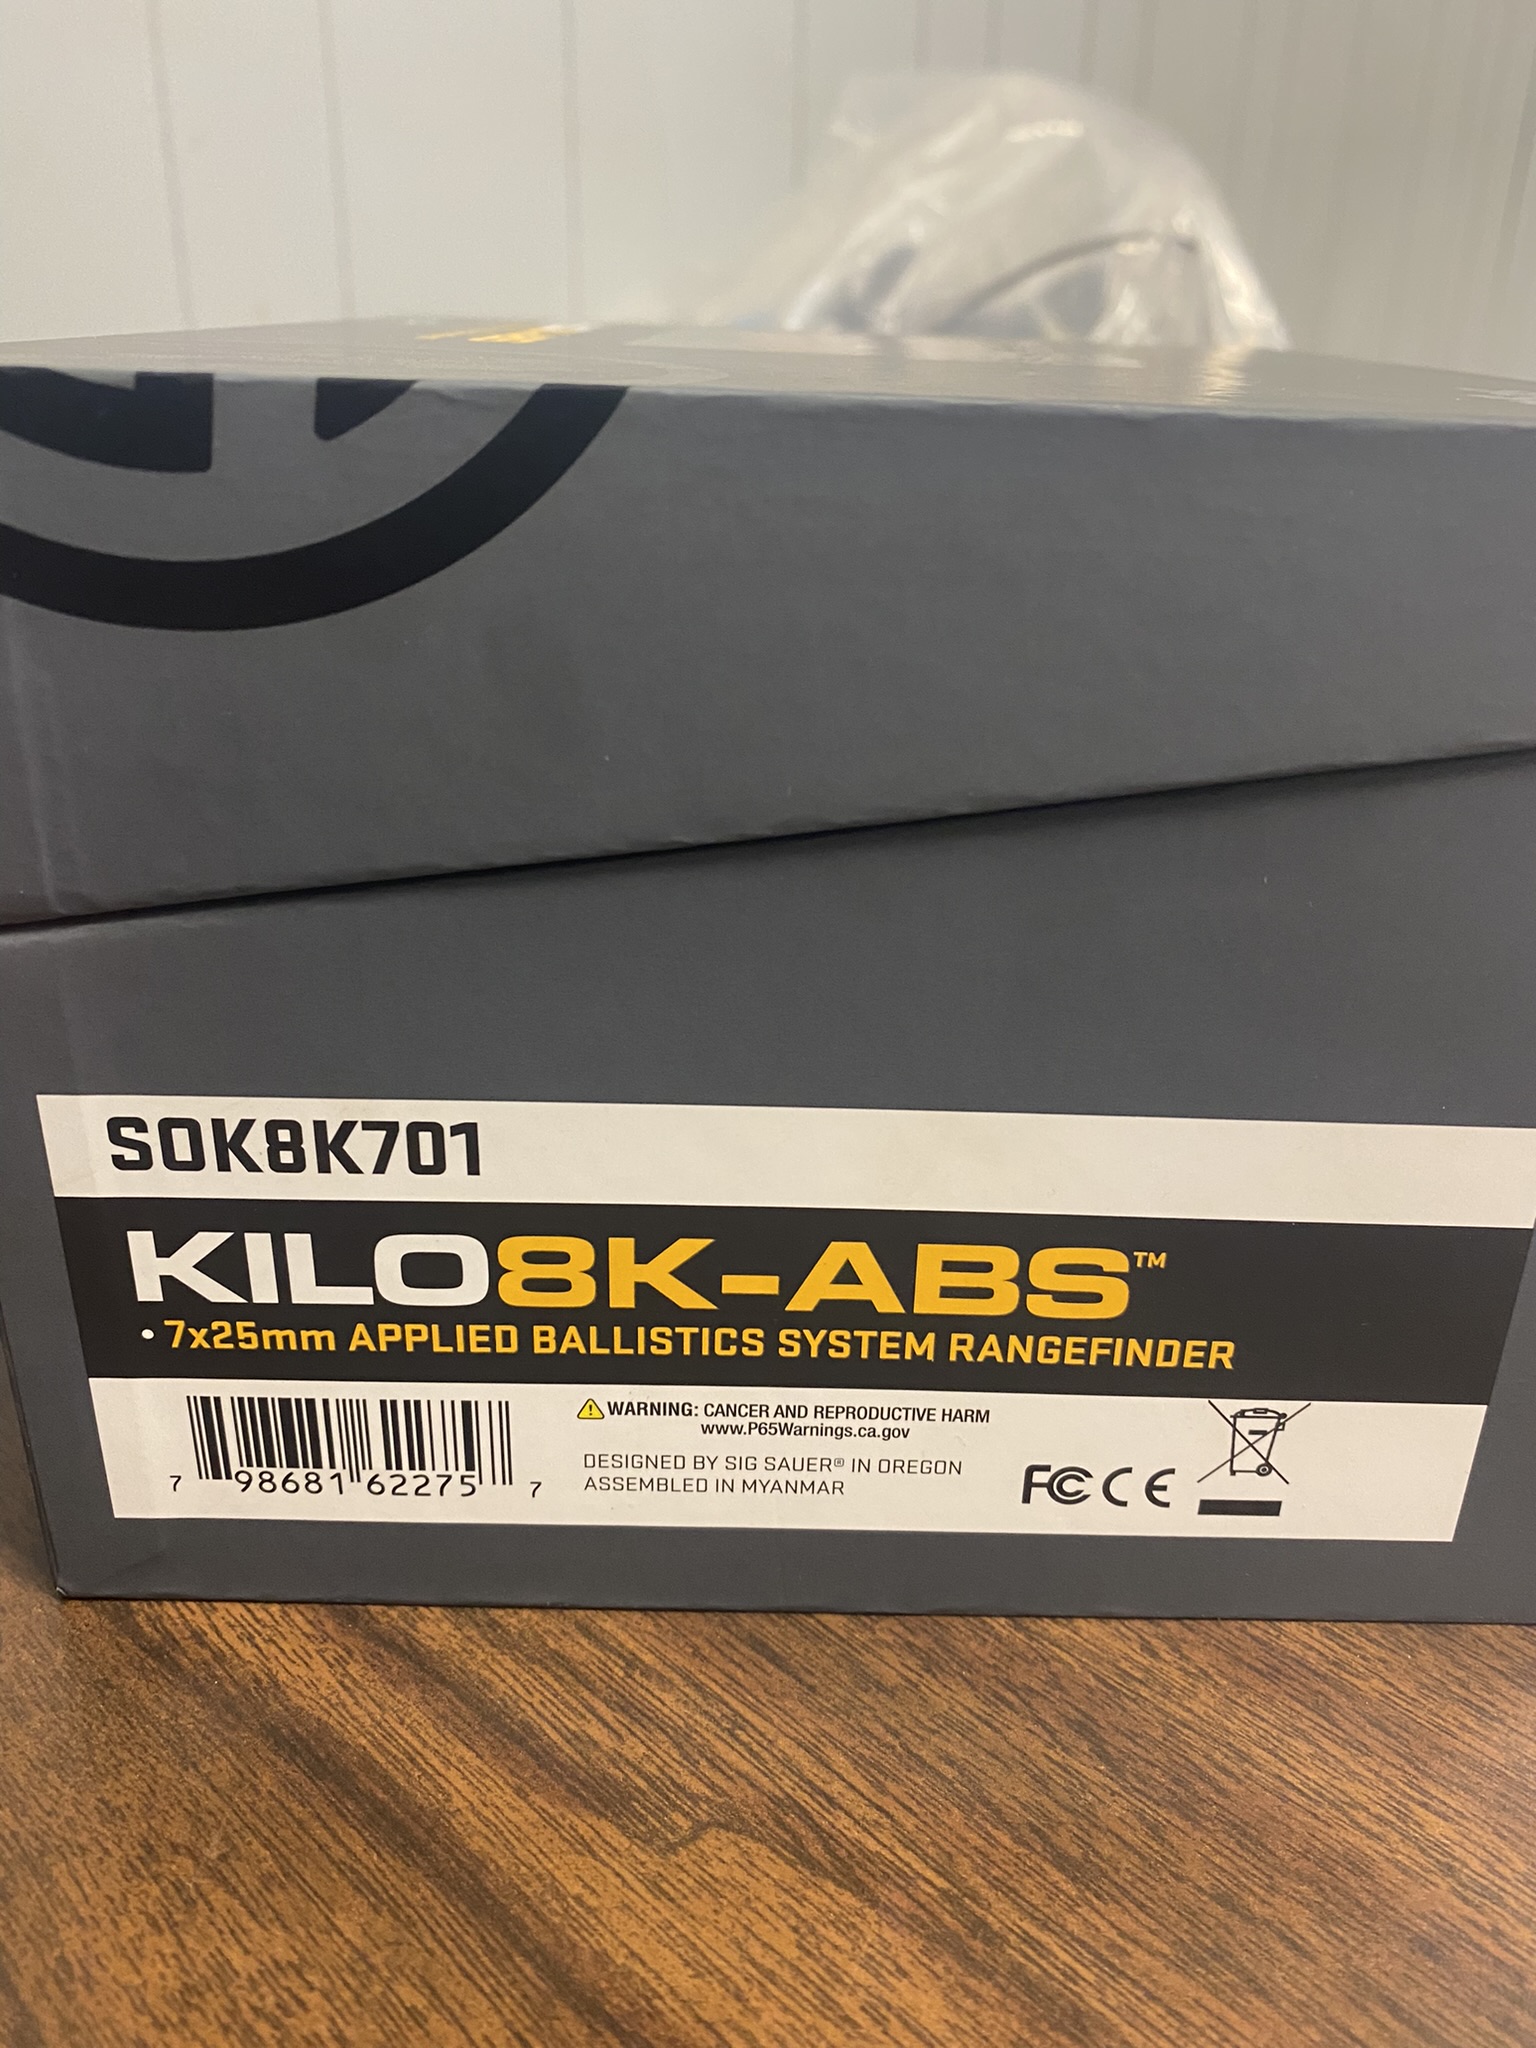 SOK8K701
KILO8K-ABS™
• 7x25mm APPLIED BALLISTICS SYSTEM RANGEFINDER
⚠ WARNING: CANCER AND REPRODUCTIVE HARM
www.P65Warnings.ca.gov
DESIGNED BY SIG SAUER® IN OREGON
ASSEMBLED IN MYANMAR
7 98681 62275 7
FCC CE